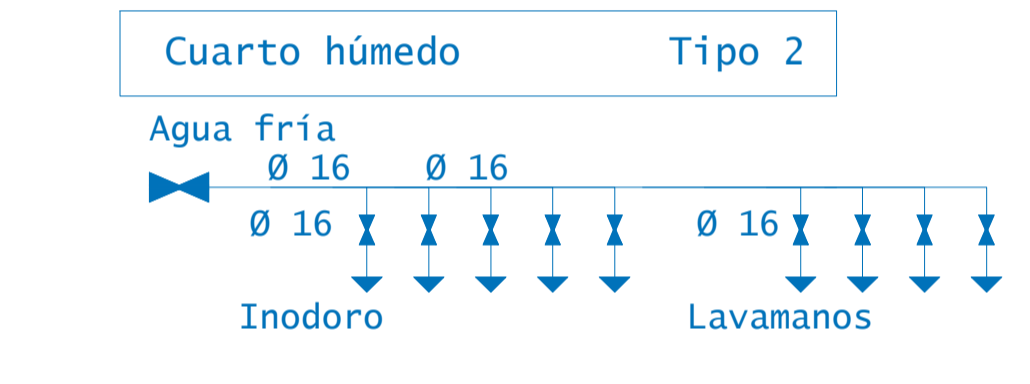 Cuarto húmedo Tipo 2
Agua fría
Ø 16 Ø 16
Ø 16 Ø 16
Inodoro Lavamanos